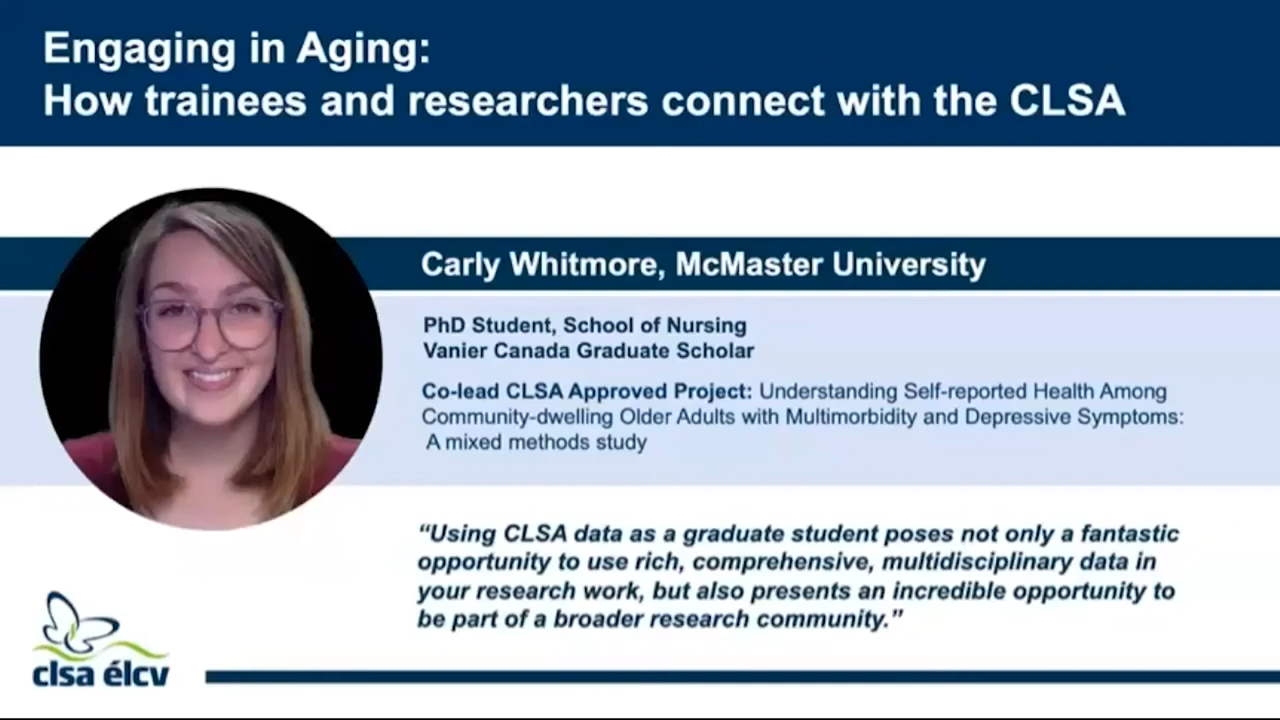 Engaging in Aging:
How trainees and researchers connect with the CLSA
Carly Whitmore, McMaster University
PhD Student, School of Nursing
Vanier Canada Graduate Scholar
Co-lead CLSA Approved Project: Understanding Self-reported Health Among
Community-dwelling Older Adults with Multimorbidity and Depressive Symptoms:
A mixed methods study
“Using CLSA data as a graduate student poses not only a fantastic
opportunity to use rich, comprehensive, multidisciplinary data in
your research work, but also presents an incredible opportunity to
be part of a broader research community.”
clsa élcv